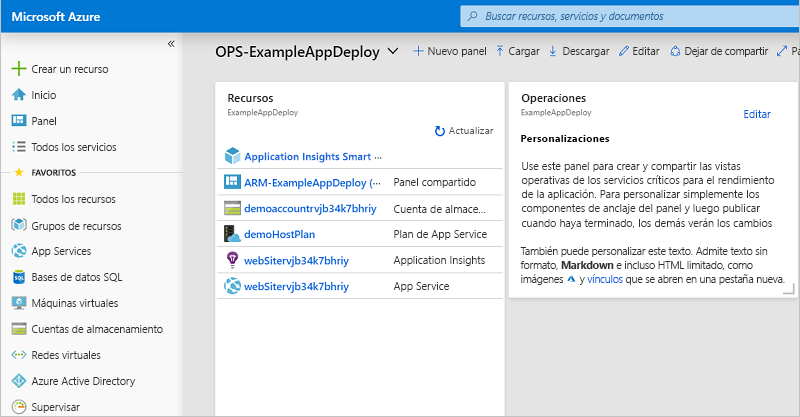 Microsoft Azure
Buscar recursos, servicios y documentos
«
Crear un recurso
Inicio
Panel
Todos los servicios
FAVORITOS
Todos los recursos
Grupos de recursos
App Services
Bases de datos SQL
SQL
Máquinas virtuales
Cuentas de almacenamiento
Redes virtuales
Azure Active Directory
Supervisar
OPS-ExampleAppDeploy
Nuevo panel
Cargar
Descargar
Editar
Dejar de compartir
Pa
Recursos
ExampleAppDeploy
Actualizar
Application Insights Smart ...
ARM-ExampleAppDeploy (... Panel compartido
demoaccountrvjb34k7bhriy Cuenta de almace...
demoHostPlan Plan de App Service
webSitervjb34k7bhriy Application Insights
webSitervjb34k7bhriy App Service
Operaciones
ExampleAppDeploy
Editar
Personalizaciones
Use este panel para crear y compartir las vistas
operativas de los servicios críticos para el rendimiento
de la aplicación. Para personalizar simplemente los
componentes de anclaje del panel y luego publicar
cuando haya terminado, los demás verán los cambios
También puede personalizar este texto. Admite texto sin
formato, Markdown e incluso HTML limitado, como
imágenes y vínculos que se abren en una pestaña nueva.